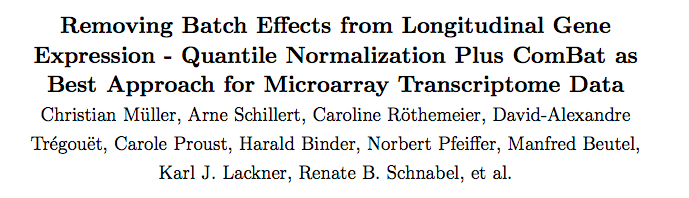 Removing Batch Effects from Longitudinal Gene
Expression - Quantile Normalization Plus ComBat as
Best Approach for Microarray Transcriptome Data
Christian Müller, Arne Schillert, Caroline Röthemeier, David-Alexandre
Trégouët, Carole Proust, Harald Binder, Norbert Pfeiffer, Manfred Beutel,
Karl J. Lackner, Renate B. Schnabel, et al.